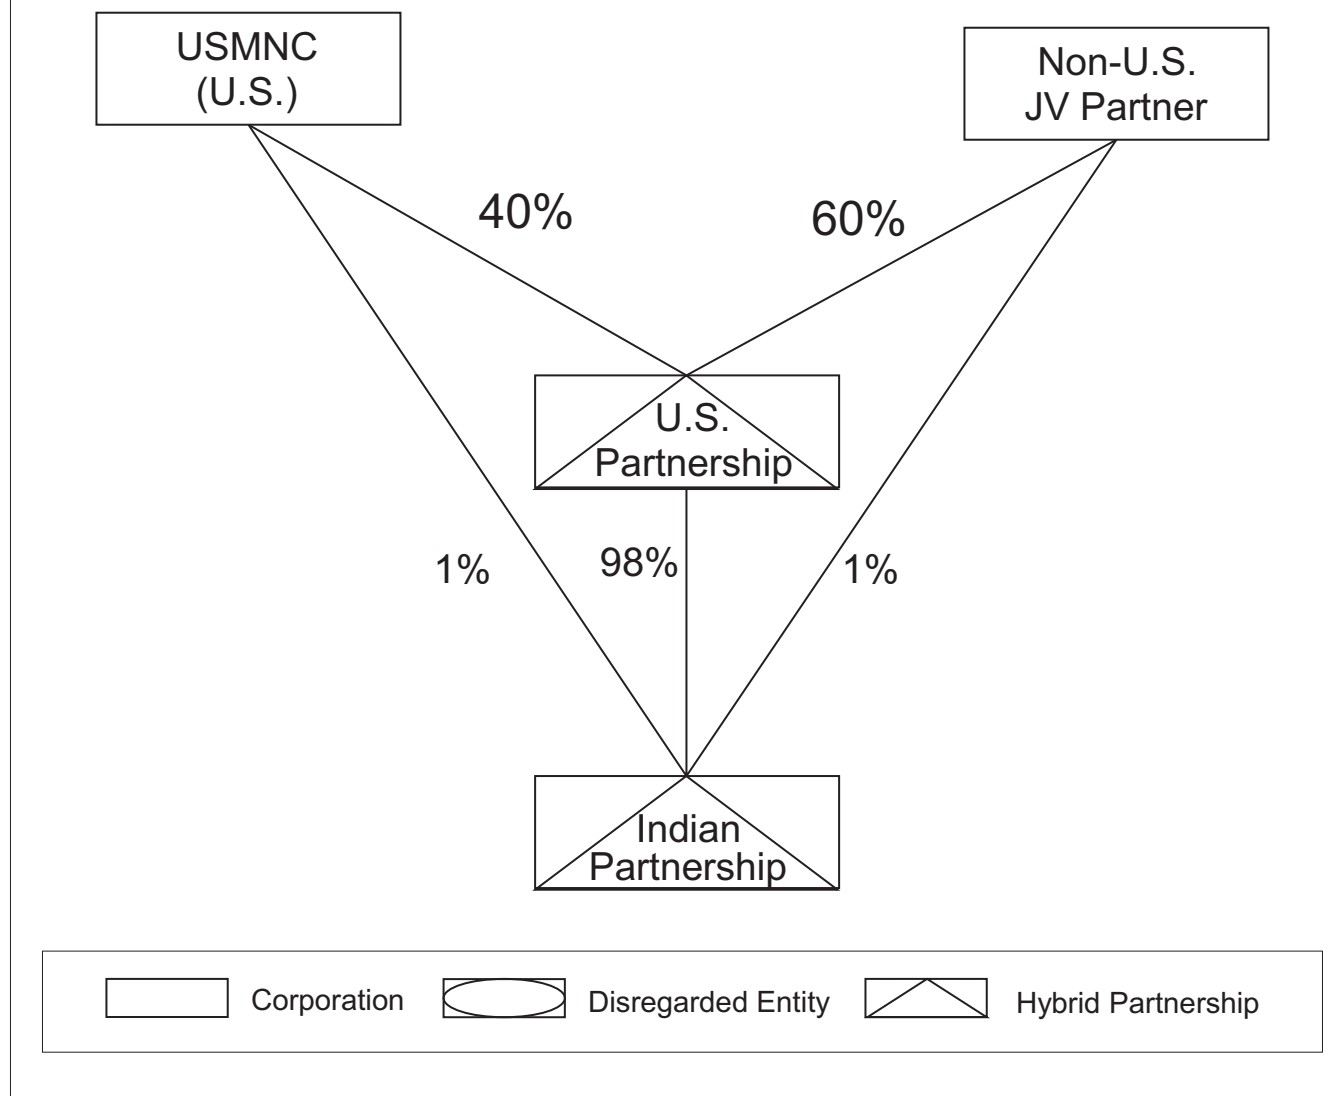 USMNC
(U.S.)
Non-U.S.
JV Partner
40%
60%
U.S.
Partnership
1%
98%
1%
Indian
Partnership
Corporation
Disregarded Entity
Hybrid Partnership